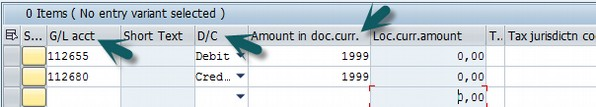 0 Items ( No entry variant selected )
S... G/L acct Short Text D/C Amount in doc.curr. Loc.curr.amount T.. Tax jurisdictn co
112655 Debit 1999 0,00
112680 Cred... 1999 0,00
0,00